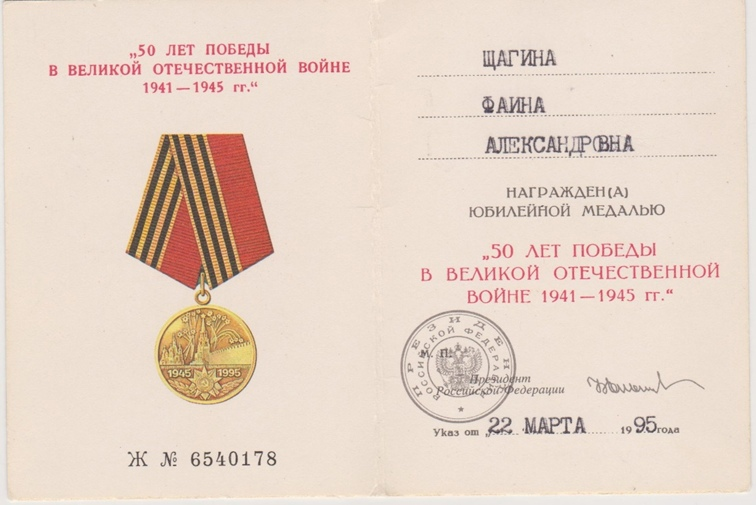 „50 ЛЕТ ПОБЕДЫ
В ВЕЛИКОЙ ОТЕЧЕСТВЕННОЙ ВОЙНЕ
1941—1945 гг.“
1945 1995
Ж № 6540178
ЩАГИНА
ФАИНА
АЛЕКСАНДРОВНА
НАГРАЖДЕН(А)
ЮБИЛЕЙНОЙ МЕДАЛЬЮ
„50 ЛЕТ ПОБЕДЫ
В ВЕЛИКОЙ ОТЕЧЕСТВЕННОЙ
ВОЙНЕ 1941—1945 гг.“
ПРЕЗИДЕНТ
РОССИЙСКОЙ ФЕДЕРАЦИИ
М. П.
Президент
Российской Федерации
Указ от „22 МАРТА 1995 года